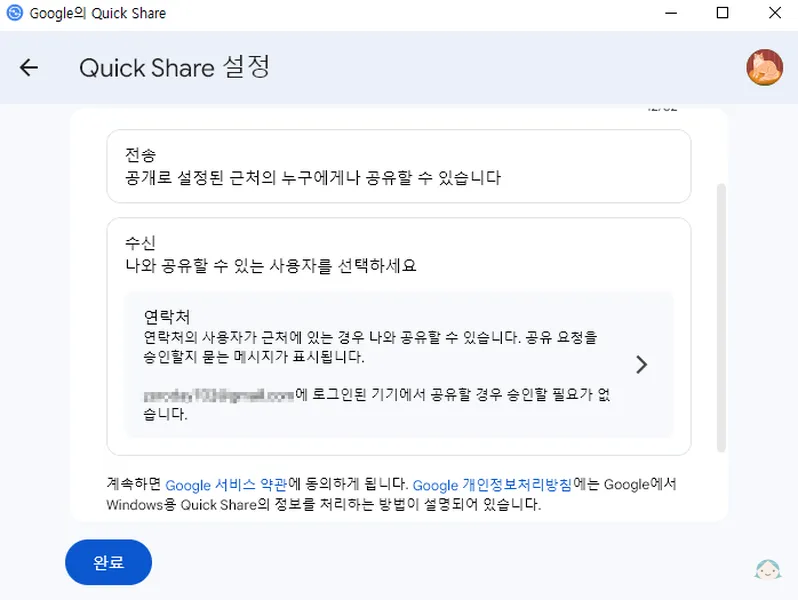 Google의 Quick Share
Quick Share 설정
전송
공개로 설정된 근처의 누구에게나 공유할 수 있습니다
수신
나와 공유할 수 있는 사용자를 선택하세요
연락처
연락처의 사용자가 근처에 있는 경우 나와 공유할 수 있습니다. 공유 요청을
승인할지 묻는 메시지가 표시됩니다.
에 로그인된 기기에서 공유할 경우 승인할 필요가 없
습니다.
계속하면 Google 서비스 약관에 동의하게 됩니다. Google 개인정보처리방침에는 Google에서
Windows용 Quick Share의 정보를 처리하는 방법이 설명되어 있습니다.
완료